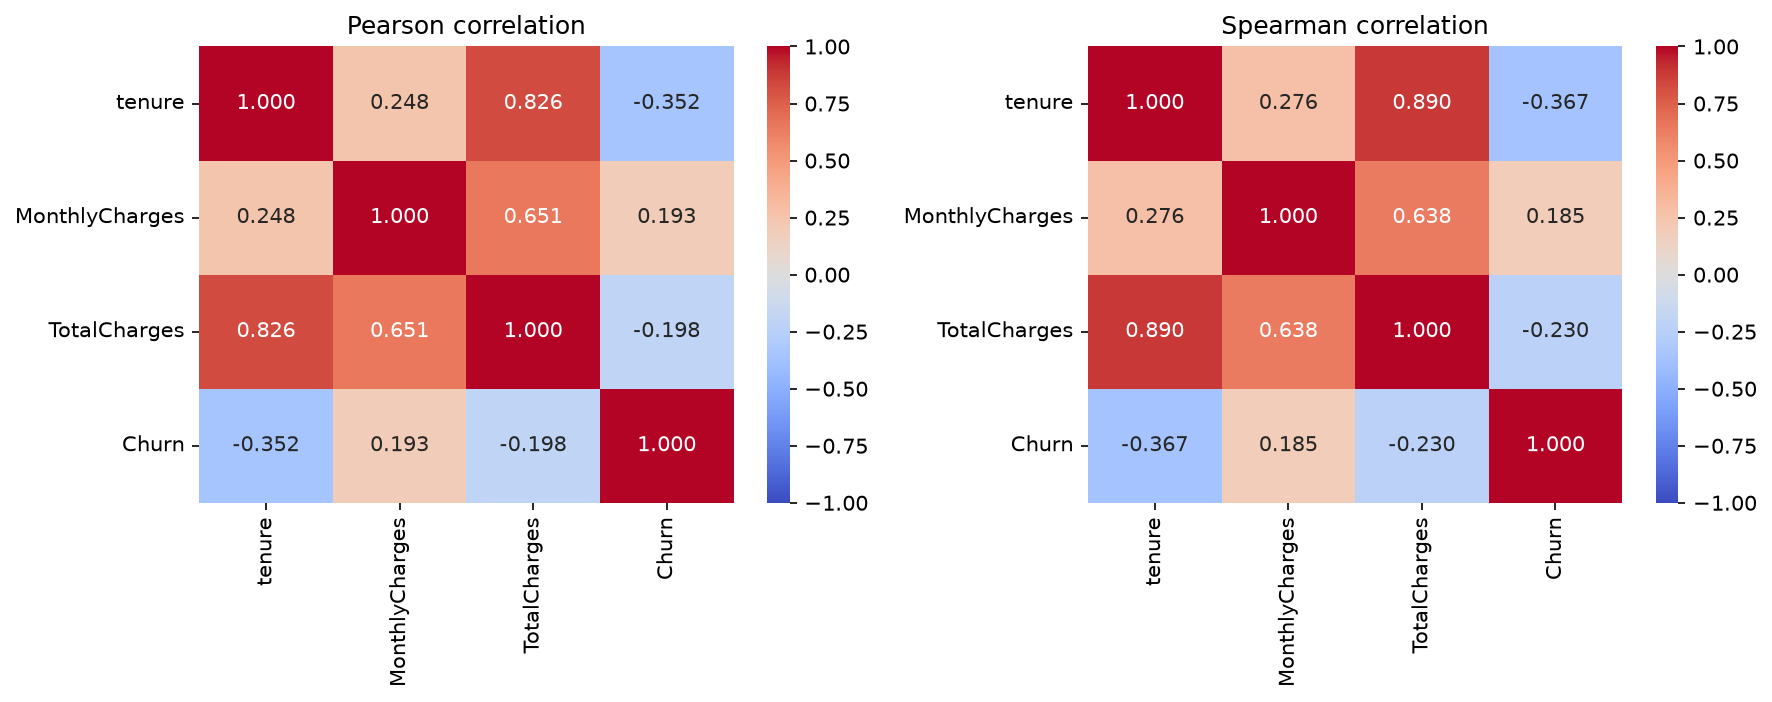 Pearson correlation
tenure 1.000 0.248 0.826 -0.352
MonthlyCharges 0.248 1.000 0.651 0.193
TotalCharges 0.826 0.651 1.000 -0.198
Churn -0.352 0.193 -0.198 1.000
tenure MonthlyCharges TotalCharges Churn
1.00
0.75
0.50
0.25
0.00
−0.25
−0.50
−0.75
−1.00
Spearman correlation
tenure 1.000 0.276 0.890 -0.367
MonthlyCharges 0.276 1.000 0.638 0.185
TotalCharges 0.890 0.638 1.000 -0.230
Churn -0.367 0.185 -0.230 1.000
tenure MonthlyCharges TotalCharges Churn
1.00
0.75
0.50
0.25
0.00
−0.25
−0.50
−0.75
−1.00